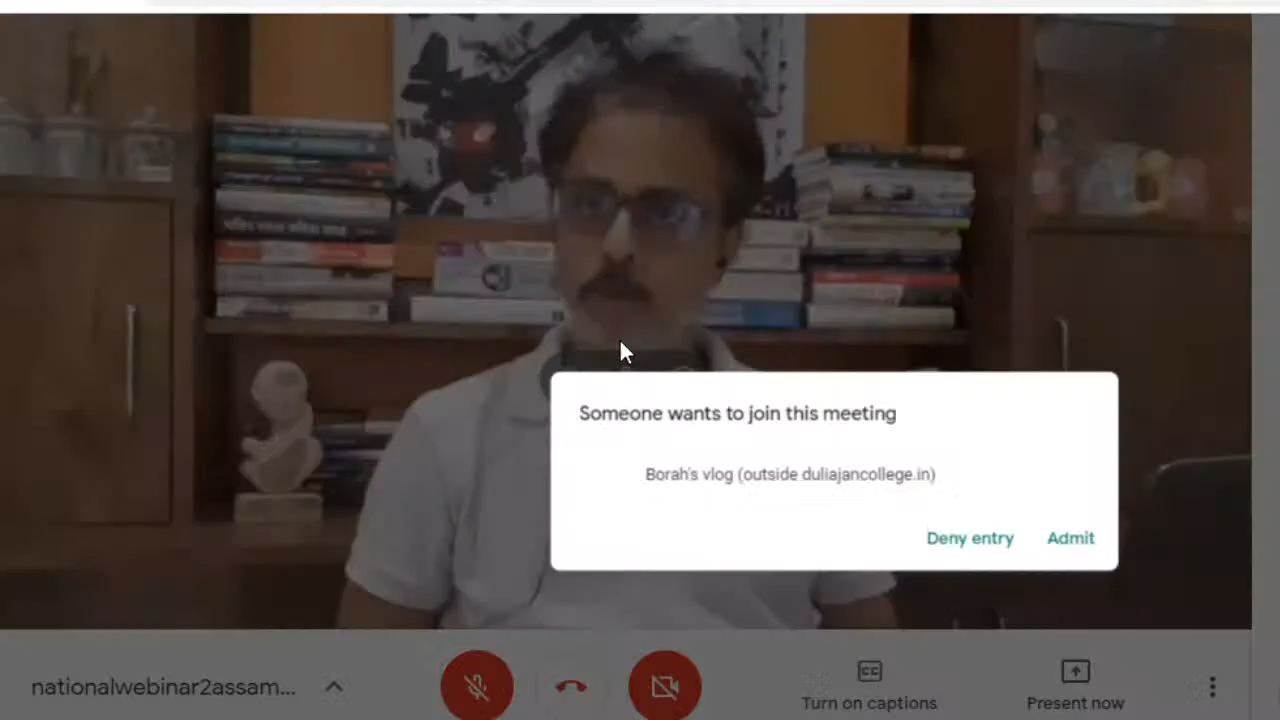 Someone wants to join this meeting
Borah's vlog (outside duliajancollege.in)
Deny entry
Admit
nationalwebinar2assam...
Turn on captions
Present now